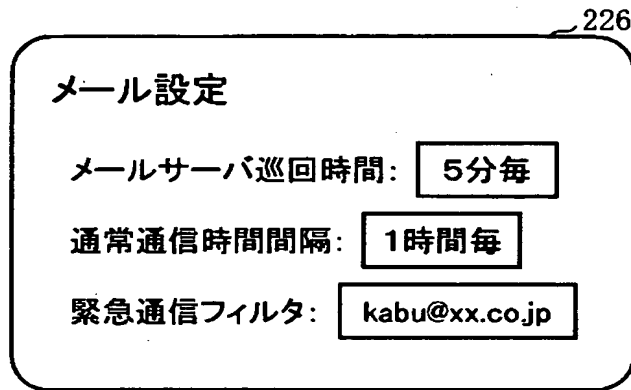 226
メール設定
メールサーバ巡回時間: 5分毎
通常通信時間間隔: 1時間毎
緊急通信フィルタ: kabu@xx.co.jp